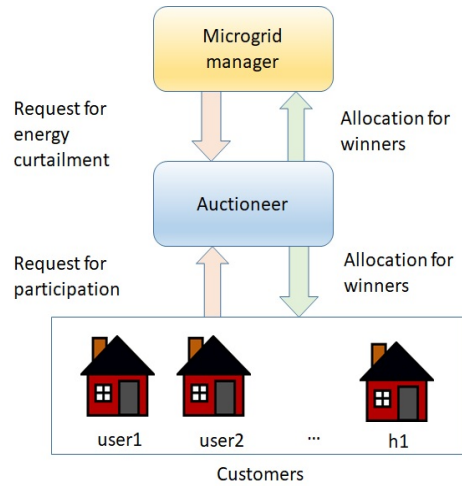 Microgrid
manager
Request for
energy
curtailment
Allocation for
winners
Auctioneer
Request for
participation
Allocation for
winners
user1
user2
...
h1
Customers